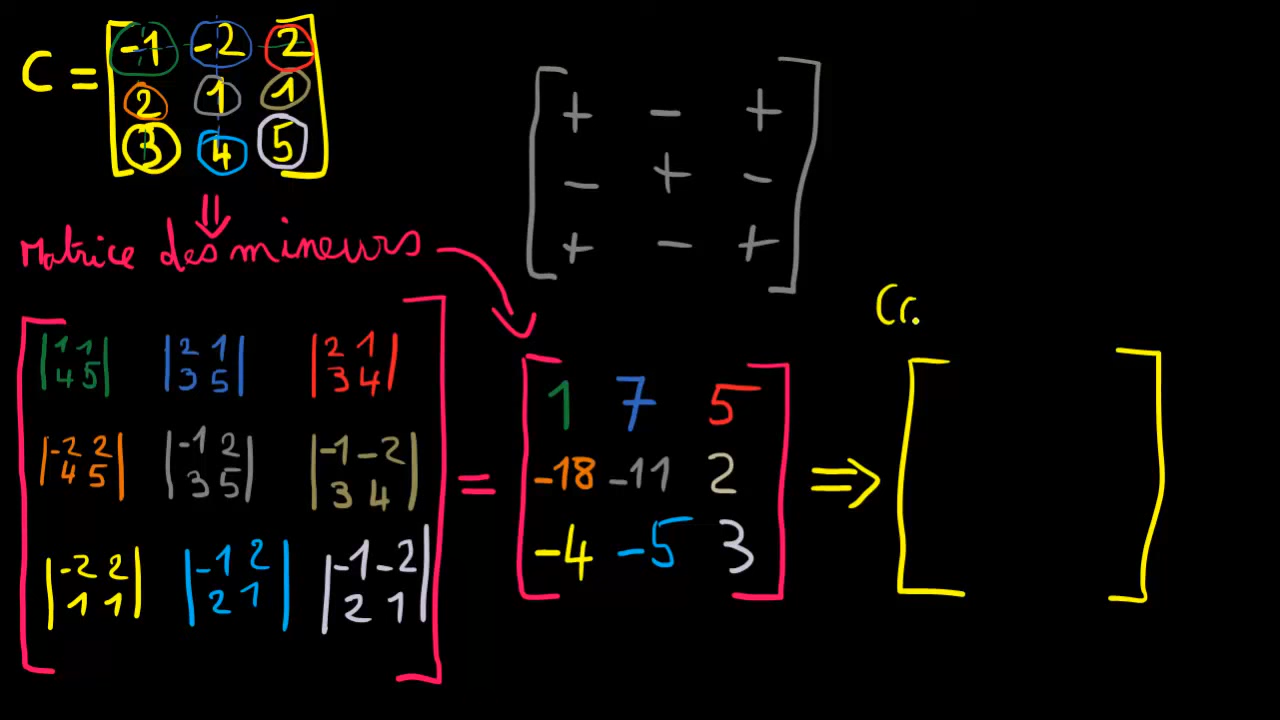 C = [-1 -2 2
2 1 1
3 4 5]
⇓
Matrice des mineurs
[+ - +
- + -
+ - +]
Cr.
[|1 1| |2 1| |2 1|
|4 5| |3 5| |3 4|
|-2 2| |-1 2| |-1 -2|
|4 5| |3 5| |3 4|
|-2 2| |-1 2| |-1 -2|
|1 1| |2 1| |2 1|]
=
[1 7 5
-18 -11 2
-4 -5 3]
⇒
[ ]